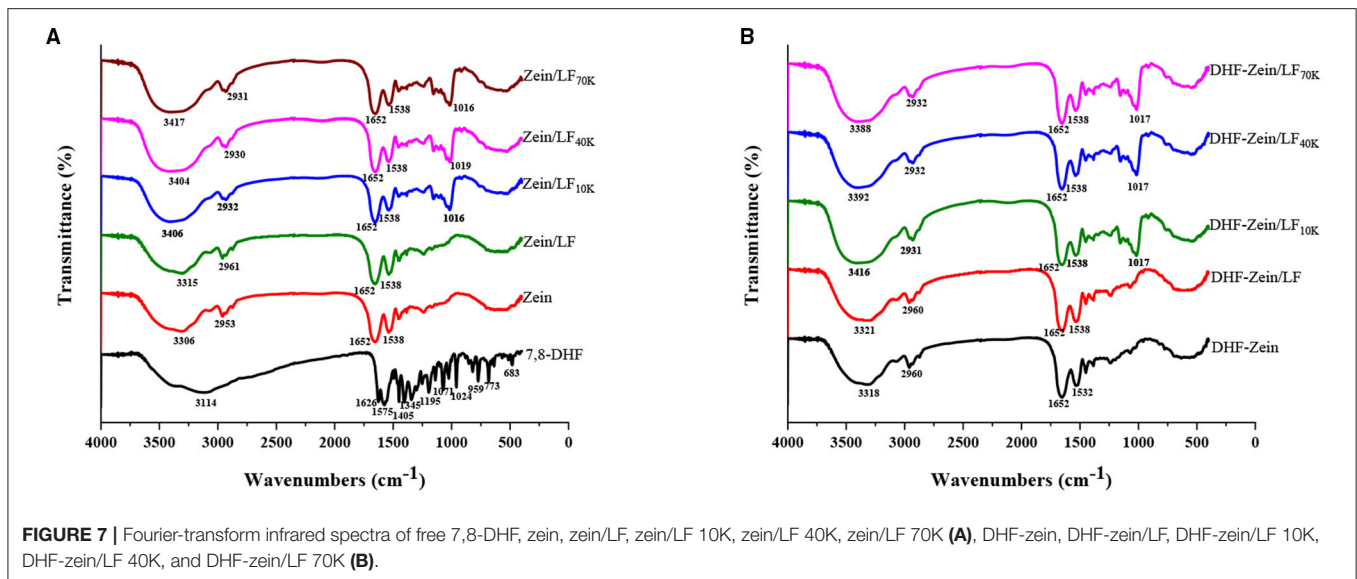 A
Transmittance (%)
Zein/LF70K
2931
3417
1652
1538
1016
Zein/LF40K
2930
3404
1652
1538
1019
Zein/LF10K
2932
3406
1652
1538
1016
Zein/LF
2961
3315
1652
1538
Zein
2953
3306
1652
1538
7,8-DHF
3114
1626
1575
1405
1345
1195
1071
1024
959
773
683
4000 3500 3000 2500 2000 1500 1000 500 0
Wavenumbers (cm-1)
B
Transmittance (%)
DHF-Zein/LF70K
2932
3388
1652
1538
1017
DHF-Zein/LF40K
2932
3392
1652
1538
1017
DHF-Zein/LF10K
2931
3416
1652
1538
1017
DHF-Zein/LF
2960
3321
1652
1538
DHF-Zein
2960
3318
1652
1532
4000 3500 3000 2500 2000 1500 1000 500 0
Wavenumbers (cm-1)
FIGURE 7 | Fourier-transform infrared spectra of free 7,8-DHF, zein, zein/LF, zein/LF 10K, zein/LF 40K, zein/LF 70K (A), DHF-zein, DHF-zein/LF, DHF-zein/LF 10K,
DHF-zein/LF 40K, and DHF-zein/LF 70K (B).